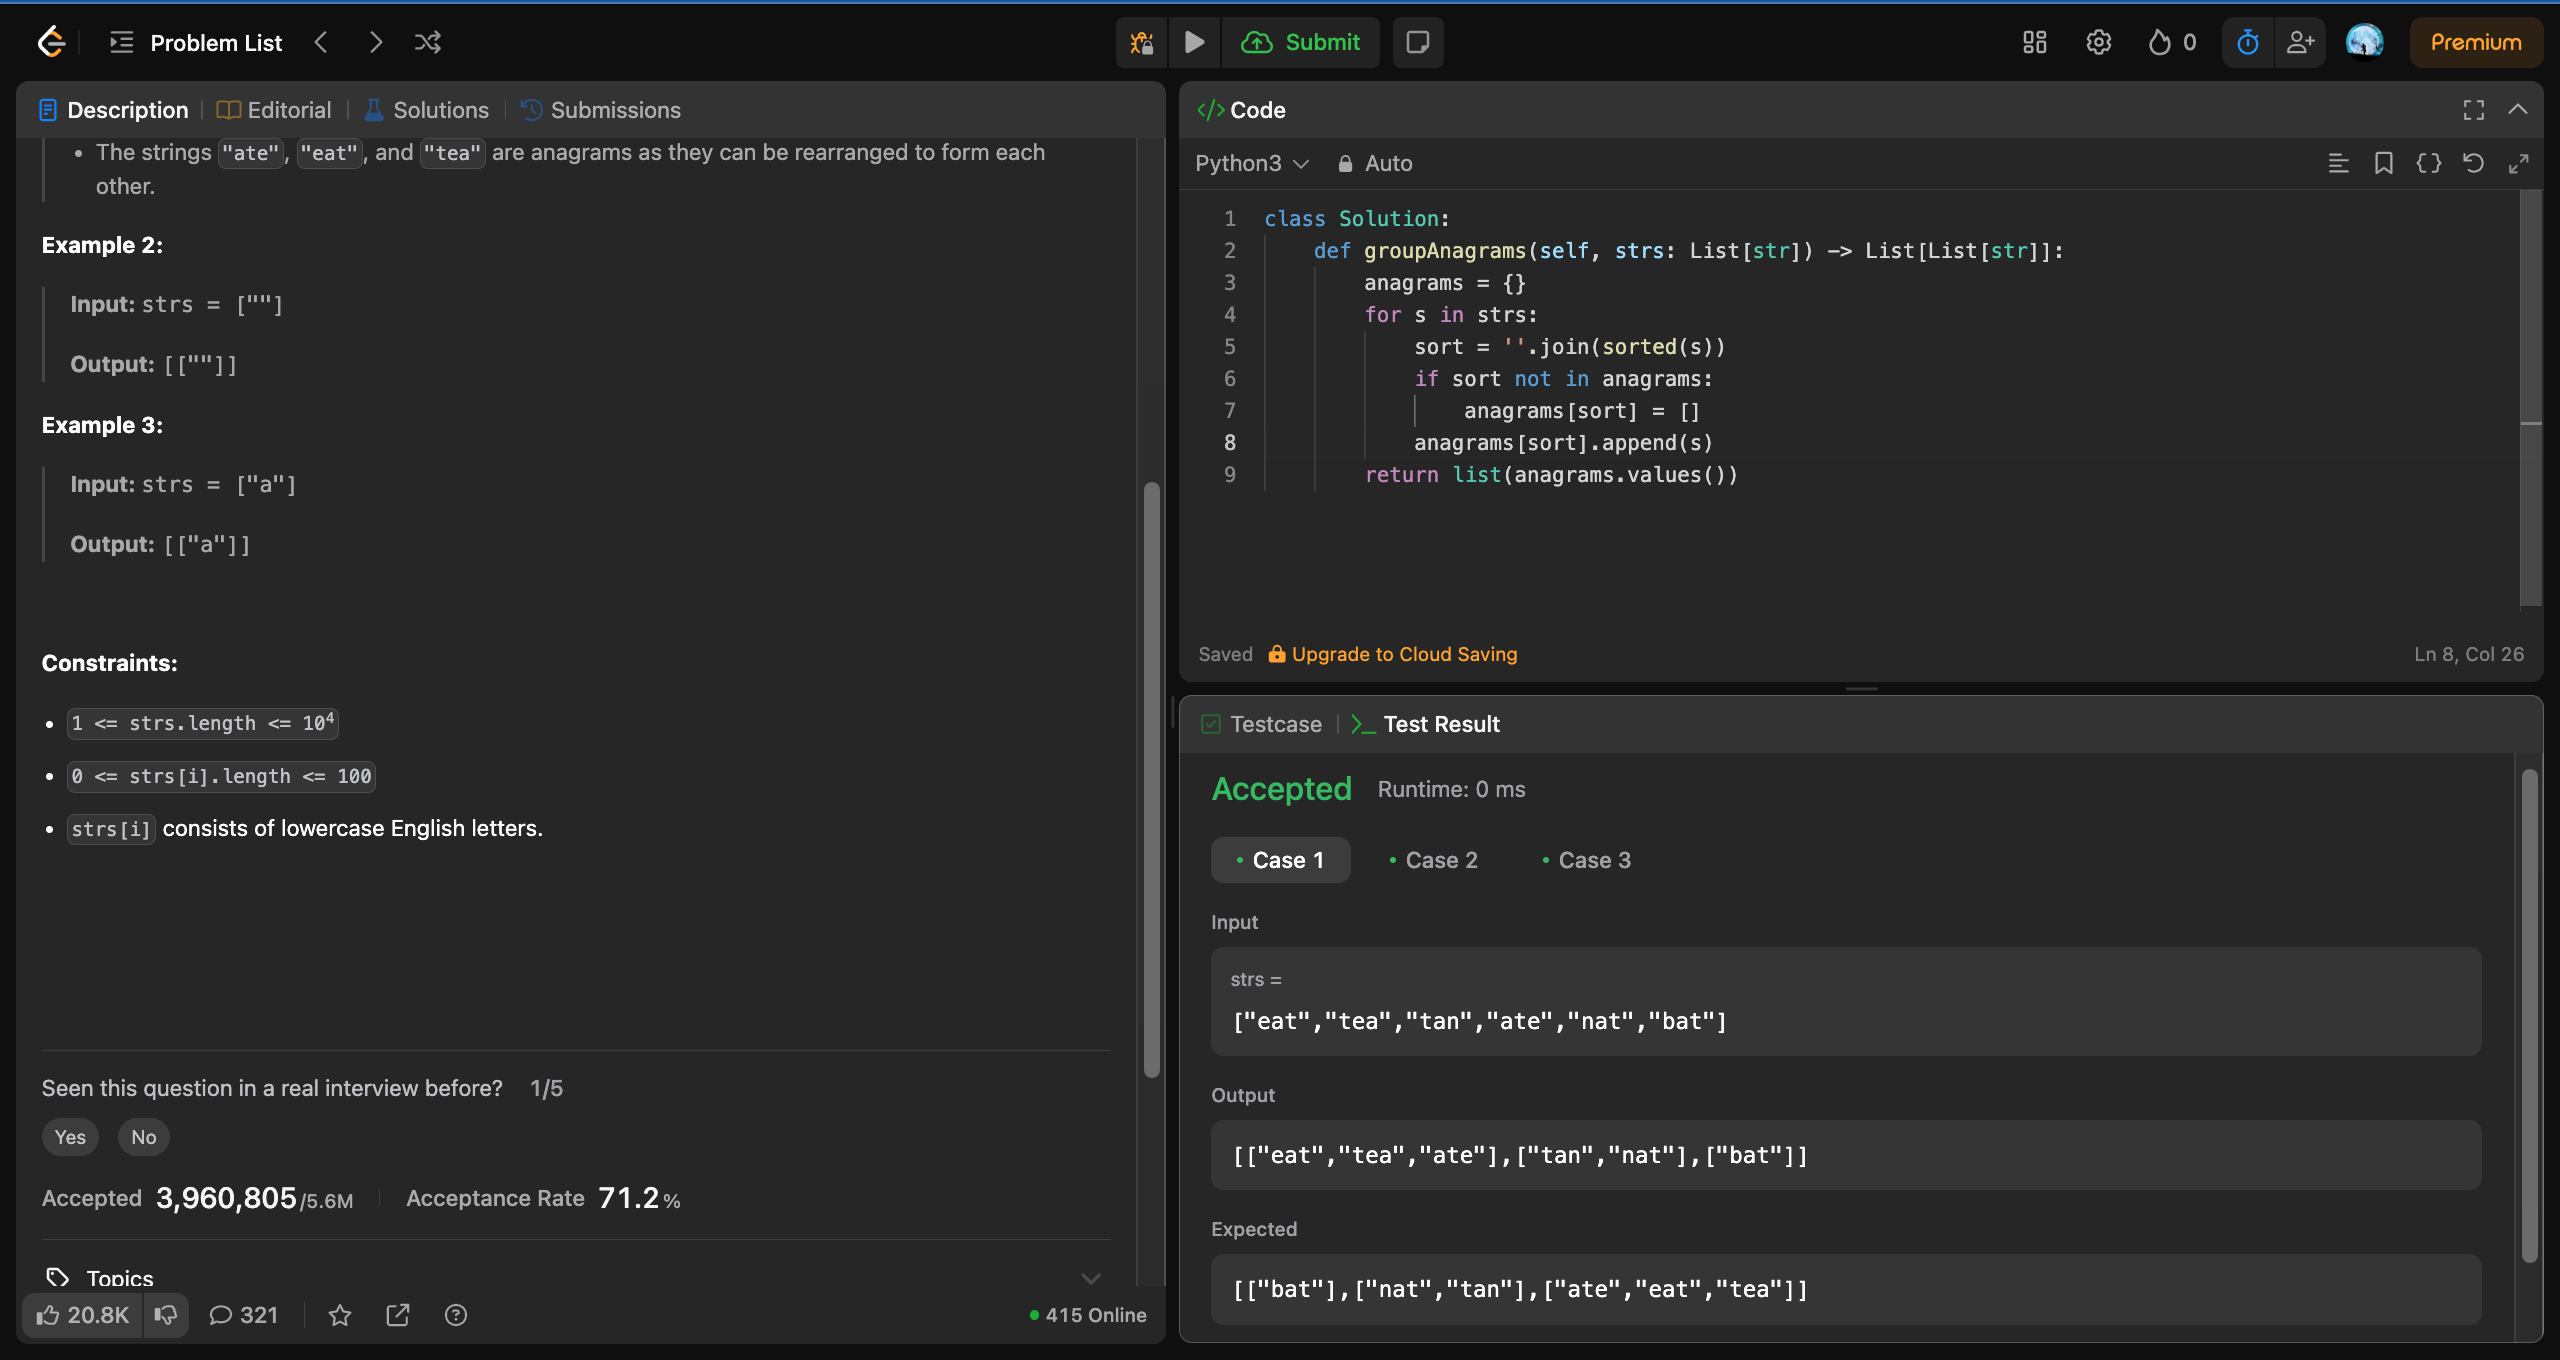 Problem List
Submit
0
Premium
Description
Editorial
Solutions
Submissions
• The strings "ate", "eat", and "tea" are anagrams as they can be rearranged to form each
other.
Example 2:
Input: strs = [""]
Output: [[""]]
Example 3:
Input: strs = ["a"]
Output: [["a"]]
Constraints:
• 1 <= strs.length <= 10⁴
• 0 <= strs[i].length <= 100
• strs[i] consists of lowercase English letters.
Seen this question in a real interview before? 1/5
Yes No
Accepted 3,960,805/5.6M Acceptance Rate 71.2%
Topics
20.8K 321 415 Online
</> Code
Python3 Auto
1 class Solution:
2     def groupAnagrams(self, strs: List[str]) -> List[List[str]]:
3         anagrams = {}
4         for s in strs:
5             sort = ''.join(sorted(s))
6             if sort not in anagrams:
7                 anagrams[sort] = []
8             anagrams[sort].append(s)
9         return list(anagrams.values())
Saved Upgrade to Cloud Saving Ln 8, Col 26
Testcase >_ Test Result
Accepted Runtime: 0 ms
• Case 1 • Case 2 • Case 3
Input
strs =
["eat","tea","tan","ate","nat","bat"]
Output
[["eat","tea","ate"],["tan","nat"],["bat"]]
Expected
[["bat"],["nat","tan"],["ate","eat","tea"]]